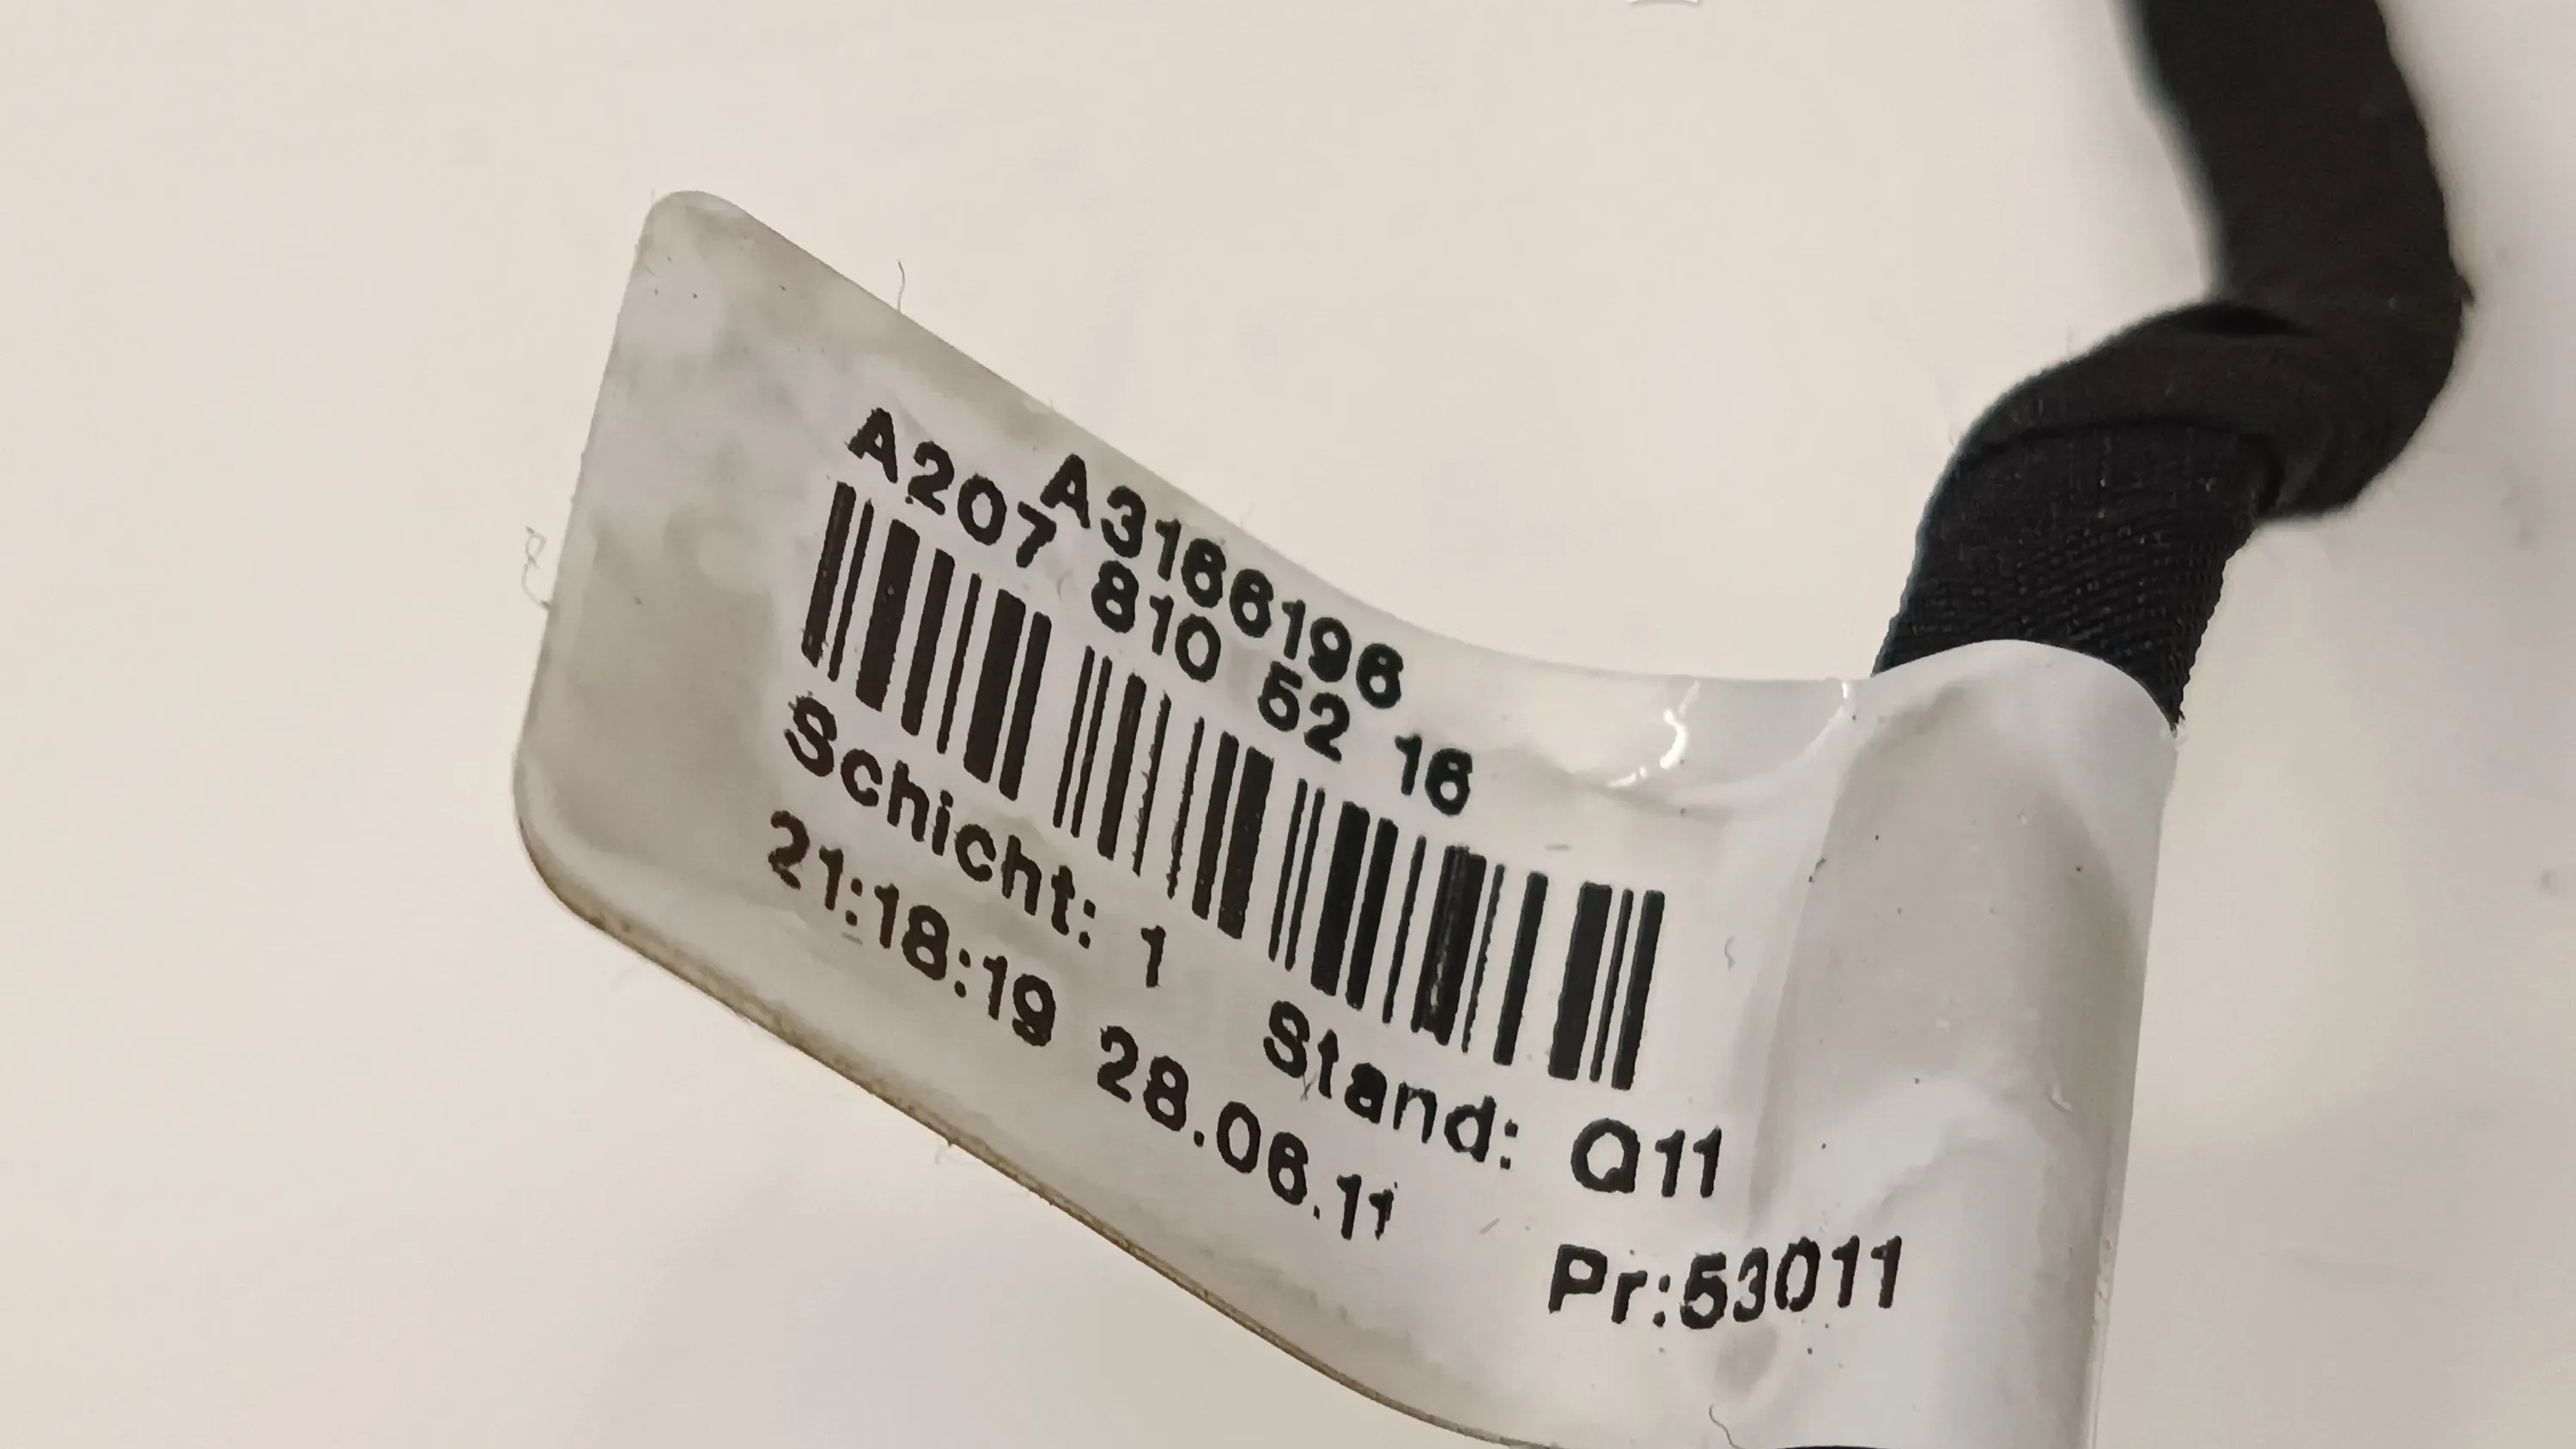 A3166196
A207 810 52 16
Schicht: 1 Stand: Q11
21:18:19 28.06.11 Pr:53011